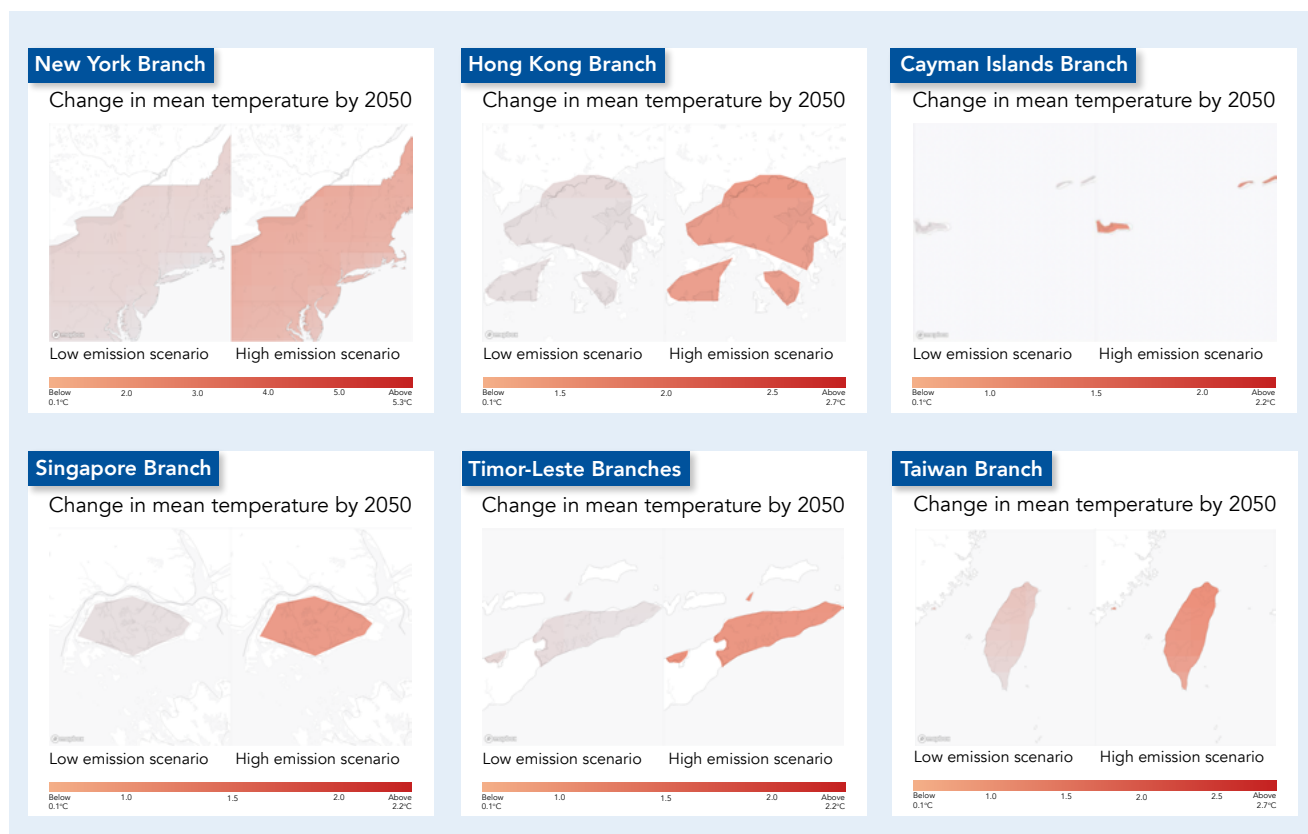 New York Branch
Change in mean temperature by 2050
mapbox
Low emission scenario High emission scenario
Below 2.0 3.0 4.0 5.0 Above
0.1°C 5.3°C
Hong Kong Branch
Change in mean temperature by 2050
mapbox
Low emission scenario High emission scenario
Below 1.5 2.0 2.5 Above
0.1°C 2.7°C
Cayman Islands Branch
Change in mean temperature by 2050
mapbox
Low emission scenario High emission scenario
Below 1.0 1.5 2.0 Above
0.1°C 2.2°C
Singapore Branch
Change in mean temperature by 2050
mapbox
Low emission scenario High emission scenario
Below 1.0 1.5 2.0 Above
0.1°C 2.2°C
Timor-Leste Branches
Change in mean temperature by 2050
mapbox
Low emission scenario High emission scenario
Below 1.0 1.5 2.0 Above
0.1°C 2.2°C
Taiwan Branch
Change in mean temperature by 2050
mapbox
Low emission scenario High emission scenario
Below 1.0 1.5 2.0 2.5 Above
0.1°C 2.7°C